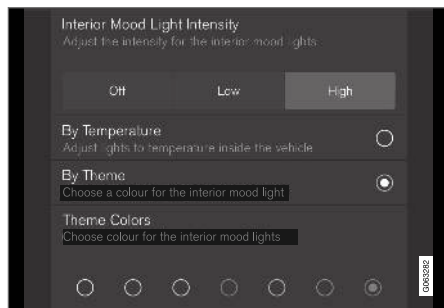 Interior Mood Light Intensity
Adjust the intensity for the interior mood lights
Off Low High
By Temperature
Adjust lights to temperature inside the vehicle
By Theme
Choose a colour for the interior mood light
Theme Colors
Choose colour for the interior mood lights
G063282